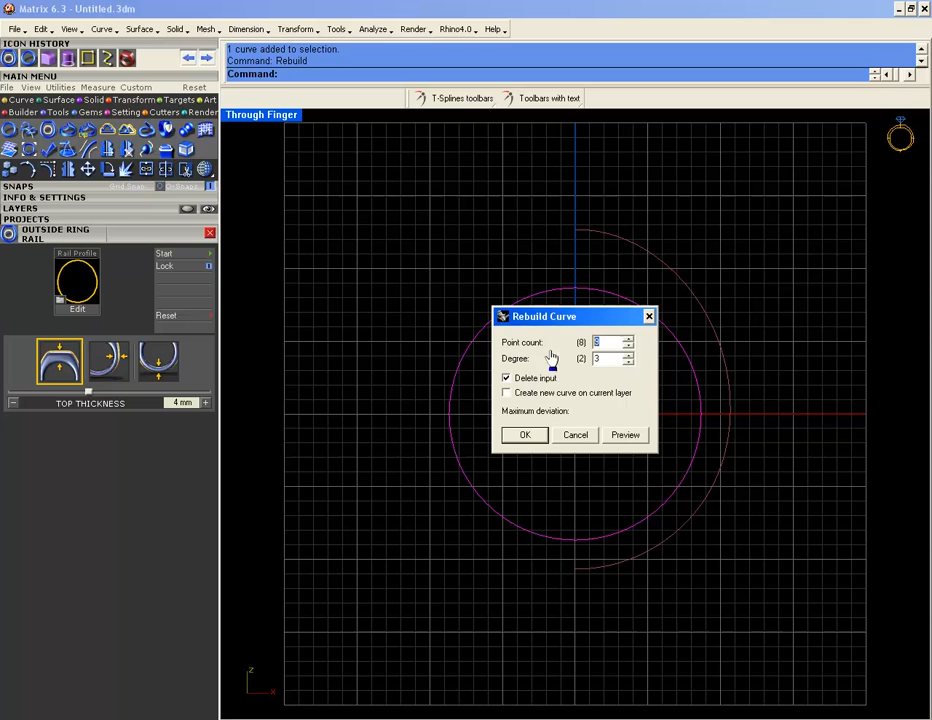 Matrix 6.3 - Untitled.3dm
File Edit View Curve Surface Solid Mesh Dimension Transform Tools Analyze Render Rhino4.0 Help
ICON HISTORY
1 curve added to selection.
Command: Rebuild
Command:
MAIN MENU
File View Utilities Measure Custom Reset
Curve Surface Solid Transform Targets Art
Builder Tools Gems Setting Cutters Render
T-Splines toolbars Toolbars with text
Through Finger
SNAPS Grid Snap OnSnaps
INFO & SETTINGS
LAYERS
PROJECTS
OUTSIDE RING
RAIL
Rail Profile
Edit
Start
Lock
Reset
TOP THICKNESS 4 mm
Rebuild Curve
Point count: (8) 9
Degree: (2) 3
Delete input
Create new curve on current layer
Maximum deviation:
OK Cancel Preview
z
x